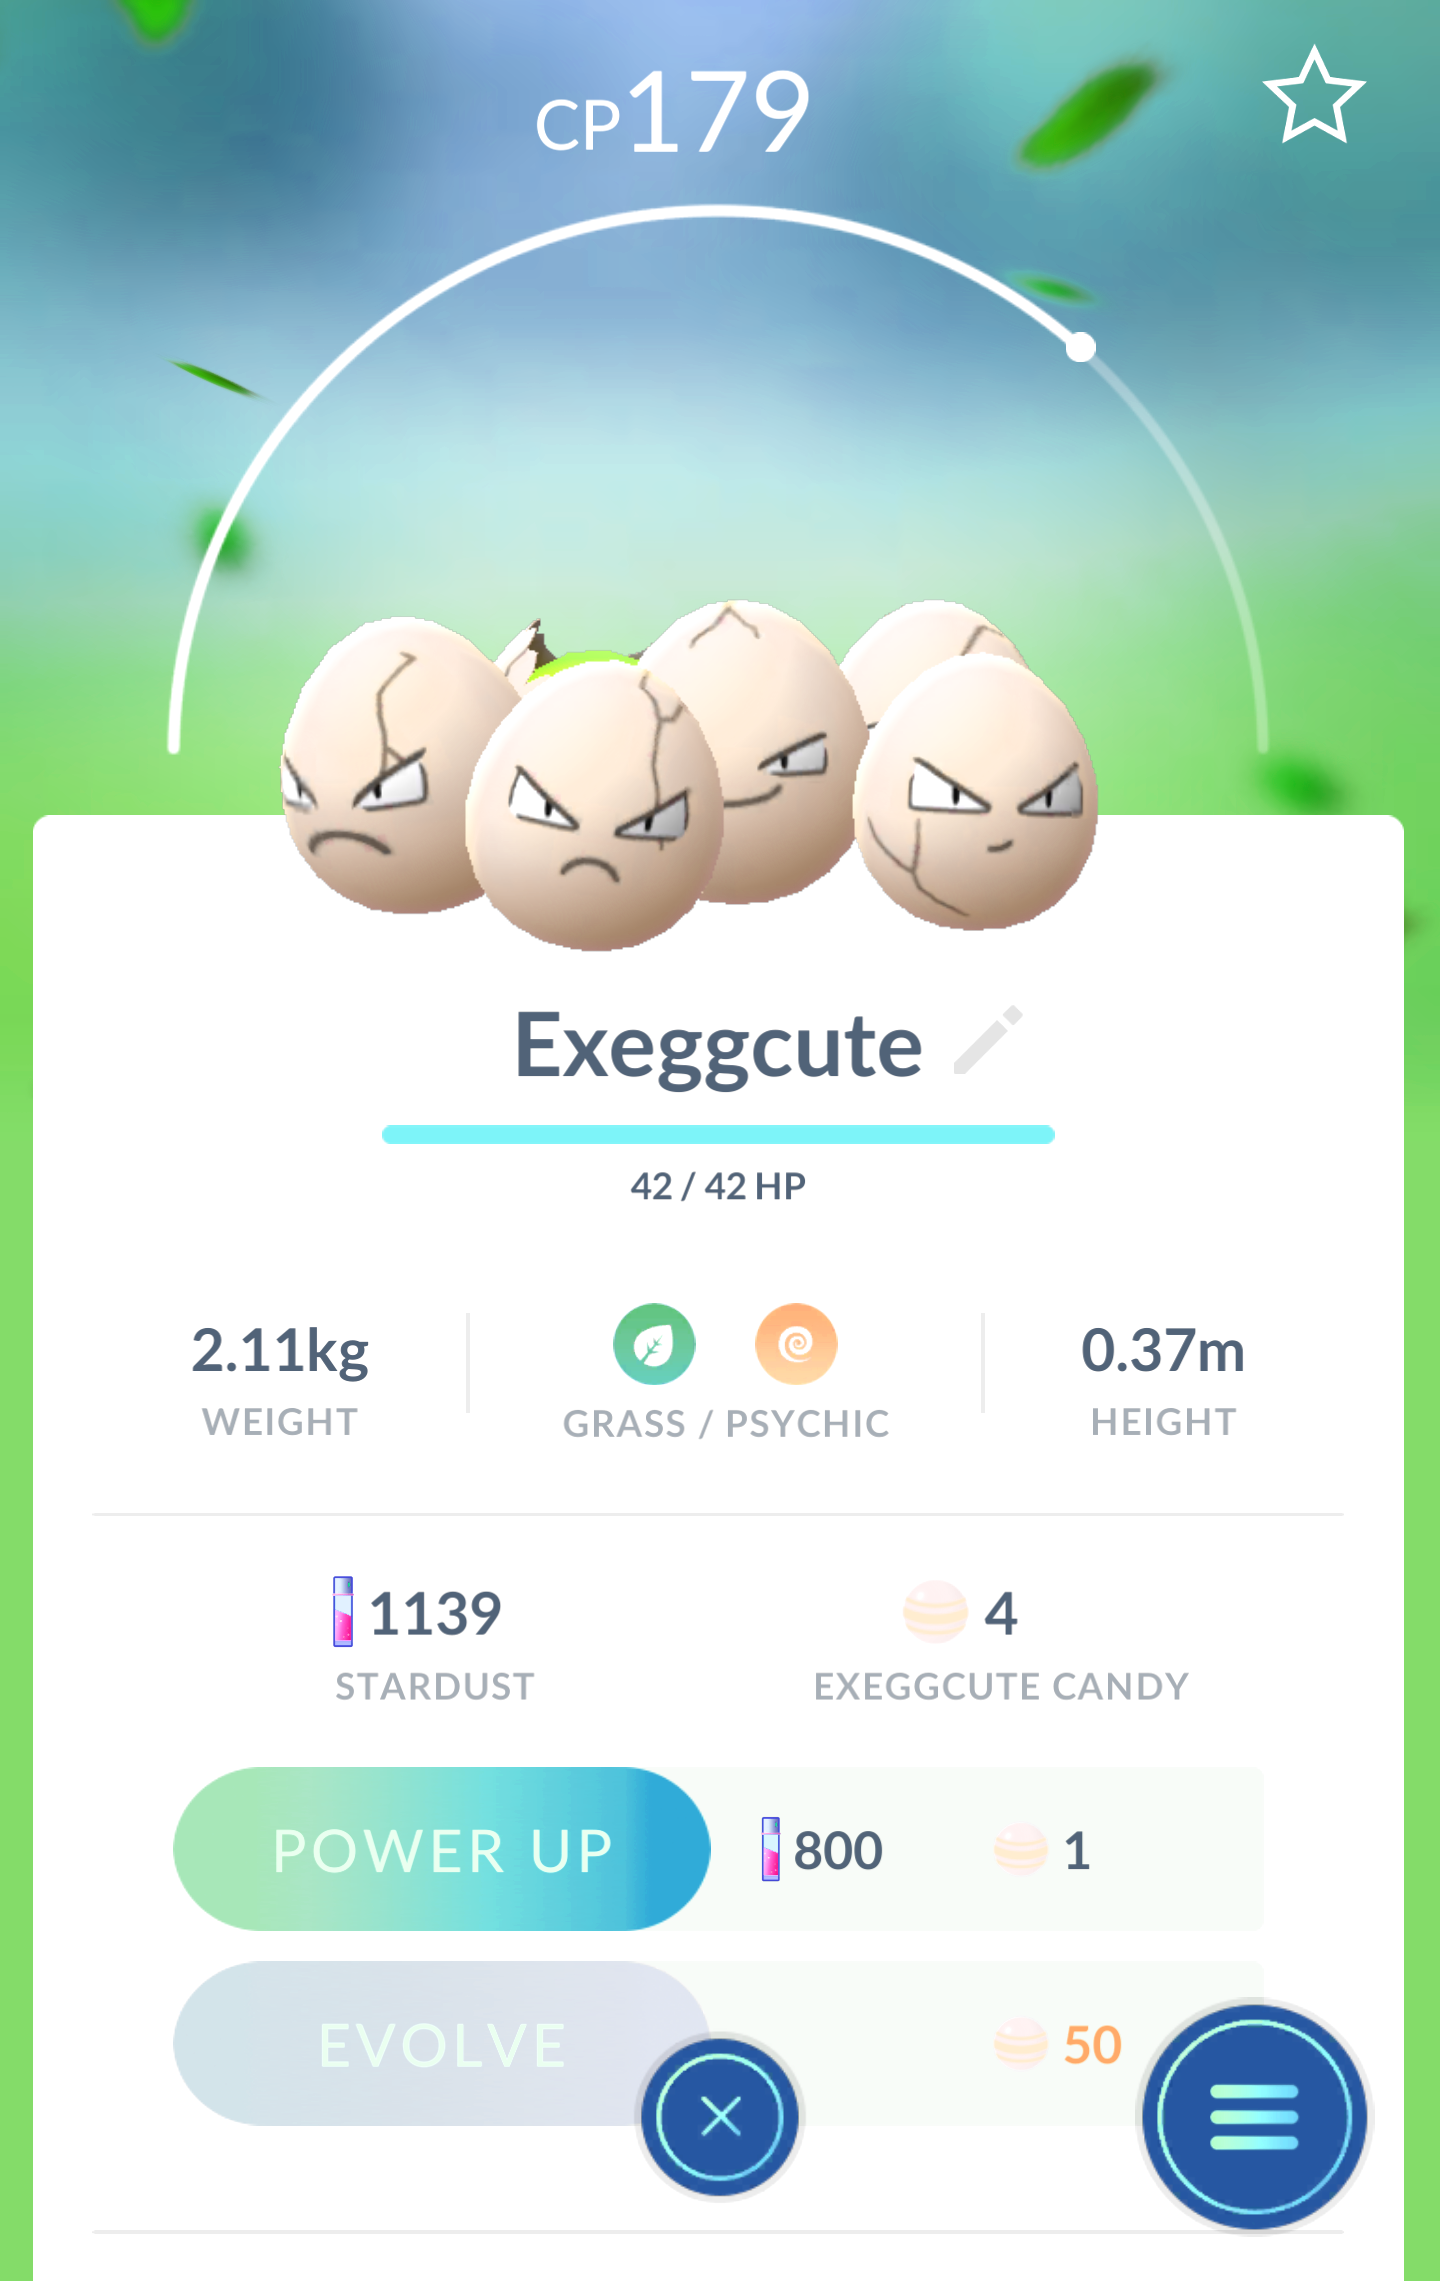 CP179
Exeggcute
42 / 42 HP
2.11kg
WEIGHT
GRASS / PSYCHIC
0.37m
HEIGHT
1139
STARDUST
4
EXEGGCUTE CANDY
POWER UP 800 1
EVOLVE 50